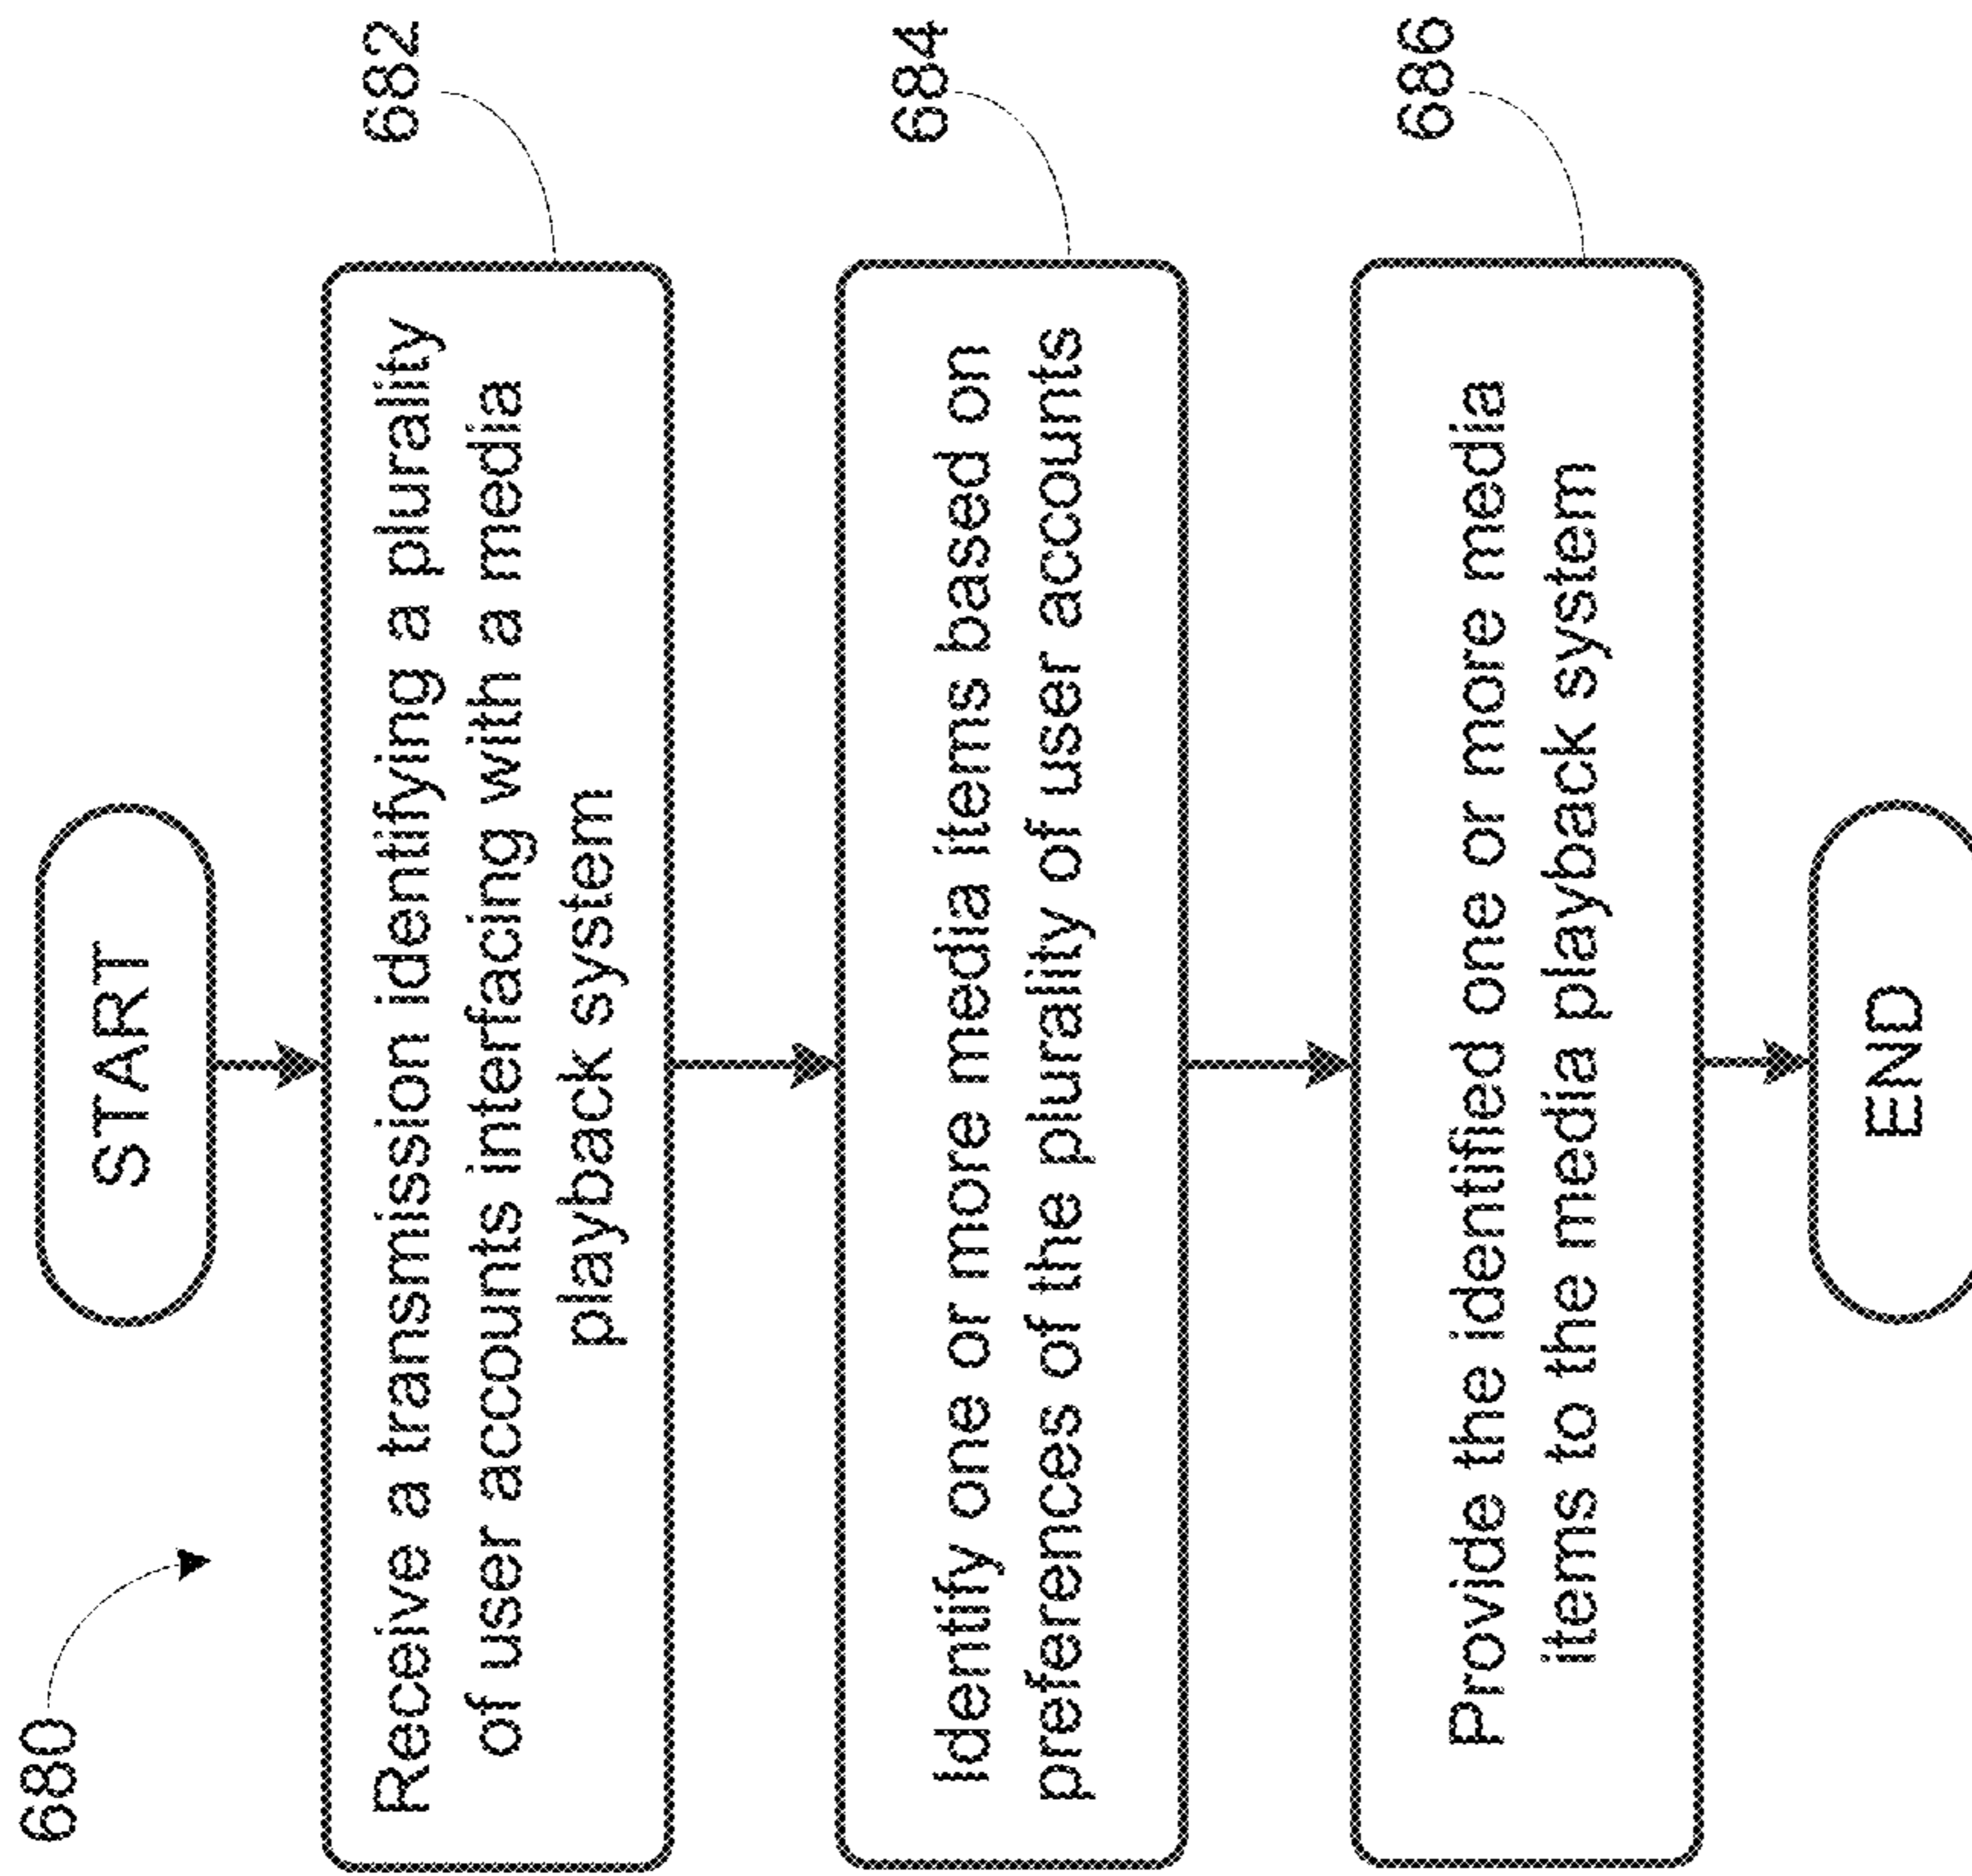 680
START
Receive a transmission identifying a plurality
of user accounts interfacing with a media
playback system
682
Identify one or more media items based on
preferences of the plurality of user accounts
684
Provide the identified one or more media
items to the media playback system
686
END